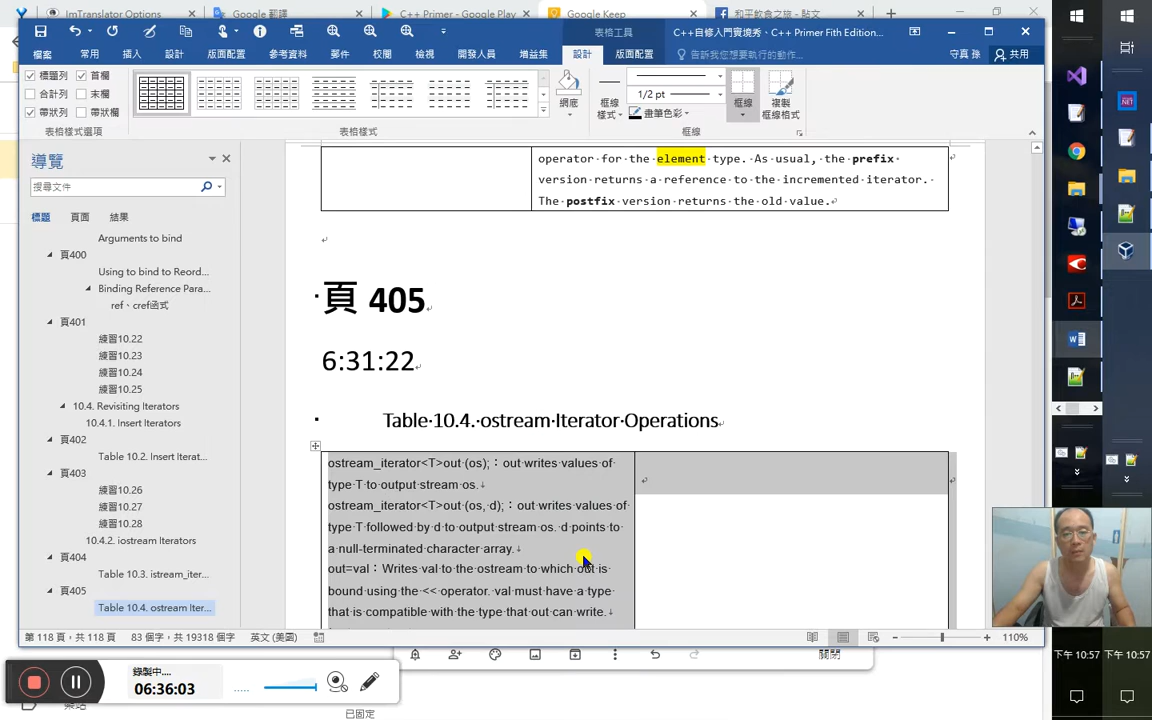 ImTranslator Options
Google 翻譯
C++ Primer - Google Play
Google Keep
和平飲食之旅 - 貼文
表格工具
C++自修入門實境秀、C++ Primer Fifth Edition...
檔案 常用 插入 繪圖 設計 版面配置 參考資料 郵件 校閱 檢視 開發人員 增益集 設計 版面配置 告訴我您想要執行的動作... 守真 孫 共用
標題列 首欄
合計列 末欄
帶狀列 帶狀欄
1/2 pt
畫筆色彩
網底
框線樣式
框線
複製框線格式
表格樣式選項 表格樣式 框線
導覽
搜尋文件
標題 頁面 結果
Arguments to bind
頁400
Using to bind to Reord...
Binding Reference Para...
ref、cref函式
頁401
練習10.22
練習10.23
練習10.24
練習10.25
10.4. Revisiting Iterators
10.4.1. Insert Iterators
頁402
Table 10.2. Insert Iterat...
頁403
練習10.26
練習10.27
練習10.28
10.4.2. iostream Iterators
頁404
Table 10.3. istream_iter...
頁405
Table 10.4. ostream Iter...
operator for the element type. As usual, the prefix
version returns a reference to the incremented iterator.
The postfix version returns the old value.
頁 405
6:31:22
Table 10.4. ostream Iterator Operations
ostream_iterator<T>out (os);：out writes values of
type T to output stream os.
ostream_iterator<T>out (os, d);：out writes values of
type T followed by d to output stream os. d points to
a null-terminated character array.
out=val：Writes val to the ostream to which out is
bound using the << operator. val must have a type
that is compatible with the type that out can write.
第 118 頁，共 118 頁 83 個字，共 19318 個字 英文 (美國) 110%
錄製中....
06:36:03
關閉
已固定
下午 10:57 下午 10:57